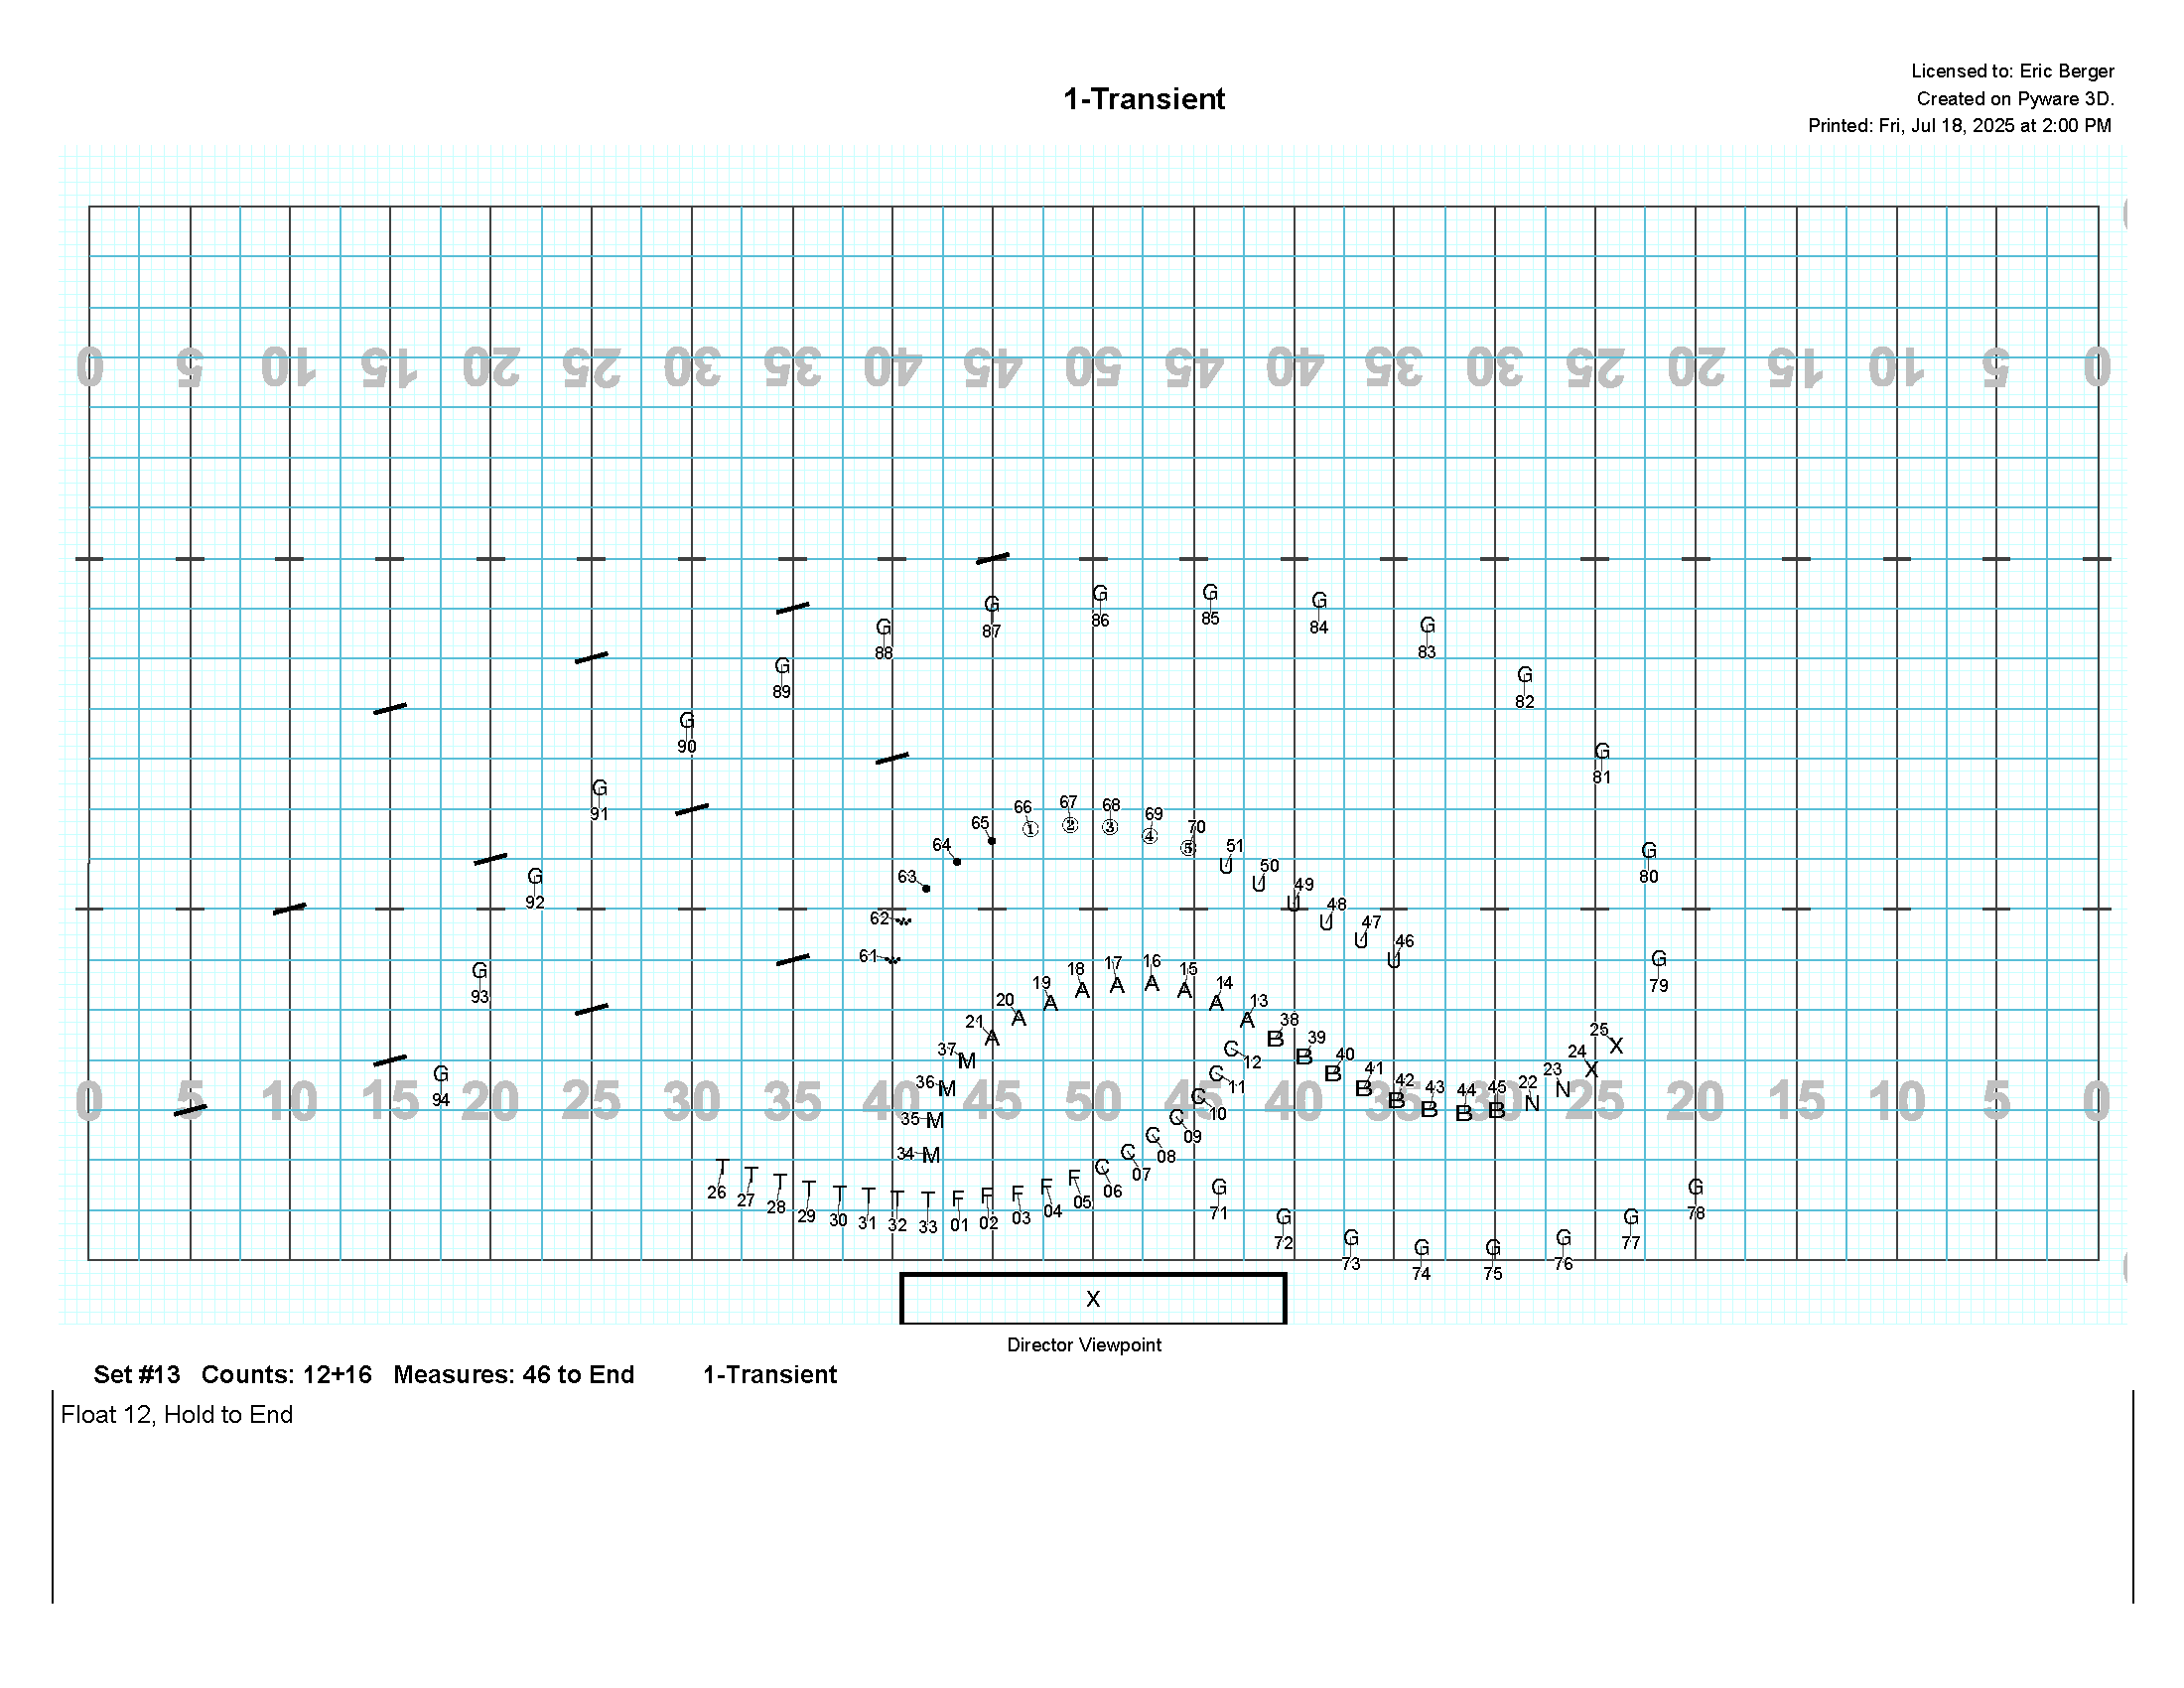 Licensed to: Eric Berger
1-Transient
Created on Pyware 3D.
Printed: Fri, Jul 18, 2025 at 2:00 PM
0 5 10 15 20 25 30 35 40 45 50 45 40 35 30 25 20 15 10 5 0
G G G G
86 85 84
87
G G
88 83
G G
89 82
G
90
G
81
G
91
66 67 68 69 70
① ② ③ ④ ⑤
65
64 51 U
63 50 U
G
80
G
92
49 U
62 48 U
47 U
61 46 U
G
93
G
79
21 20 19 18 17 16 15 14 13
A A A A A A A A A
37 M
36 M
35 M
34 M
38 39 40 41 42 43 44 45
B B B B B B B B
22 23 24 25
N N X X
C C C C C C C
12 11 10 09 08 07 06
G
94
0 5 10 15 20 25 30 35 40 45 50 45 40 35 30 25 20 15 10 5 0
T T T T T T T T F F F F F
26 27 28 29 30 31 32 33 01 02 03 04 05
G G G G G G G G
71 72 73 74 75 76 77 78
X
Director Viewpoint
Set #13 Counts: 12+16 Measures: 46 to End 1-Transient
Float 12, Hold to End